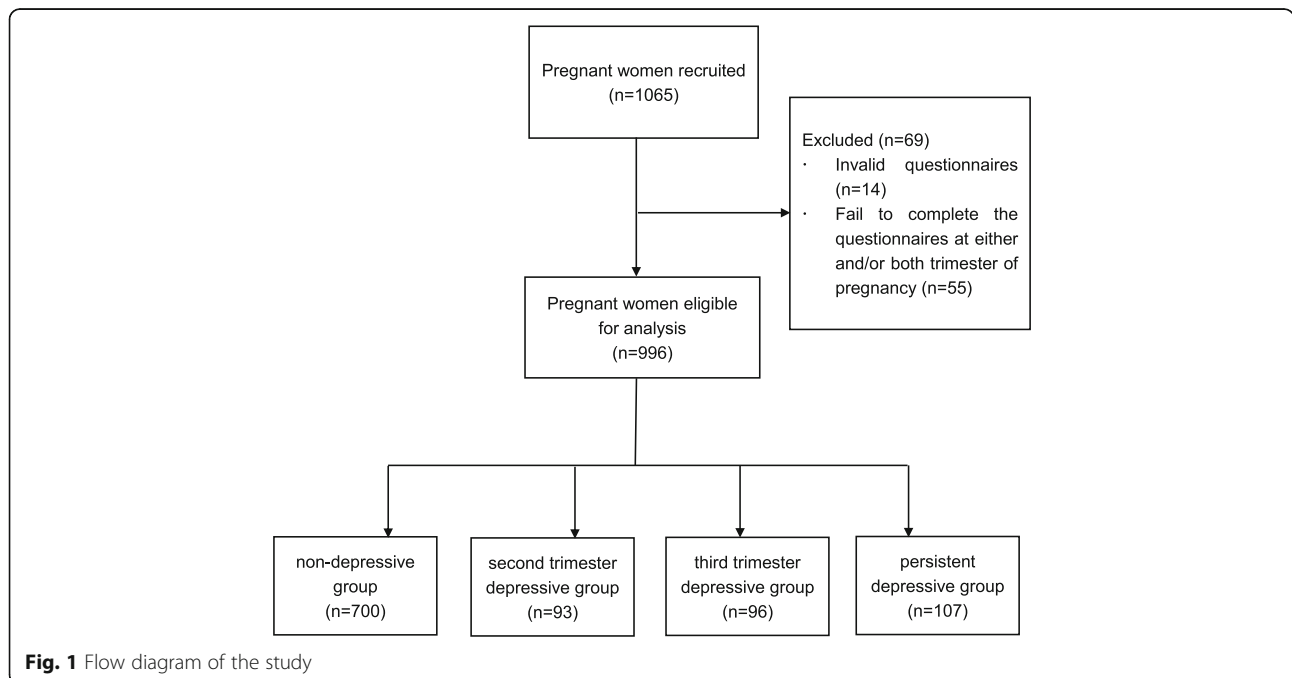 Pregnant women recruited
(n=1065)
Excluded (n=69)
· Invalid questionnaires
(n=14)
· Fail to complete the
questionnaires at either
and/or both trimester of
pregnancy (n=55)
Pregnant women eligible
for analysis
(n=996)
non-depressive
group
(n=700)
second trimester
depressive group
(n=93)
third trimester
depressive group
(n=96)
persistent
depressive group
(n=107)
Fig. 1 Flow diagram of the study